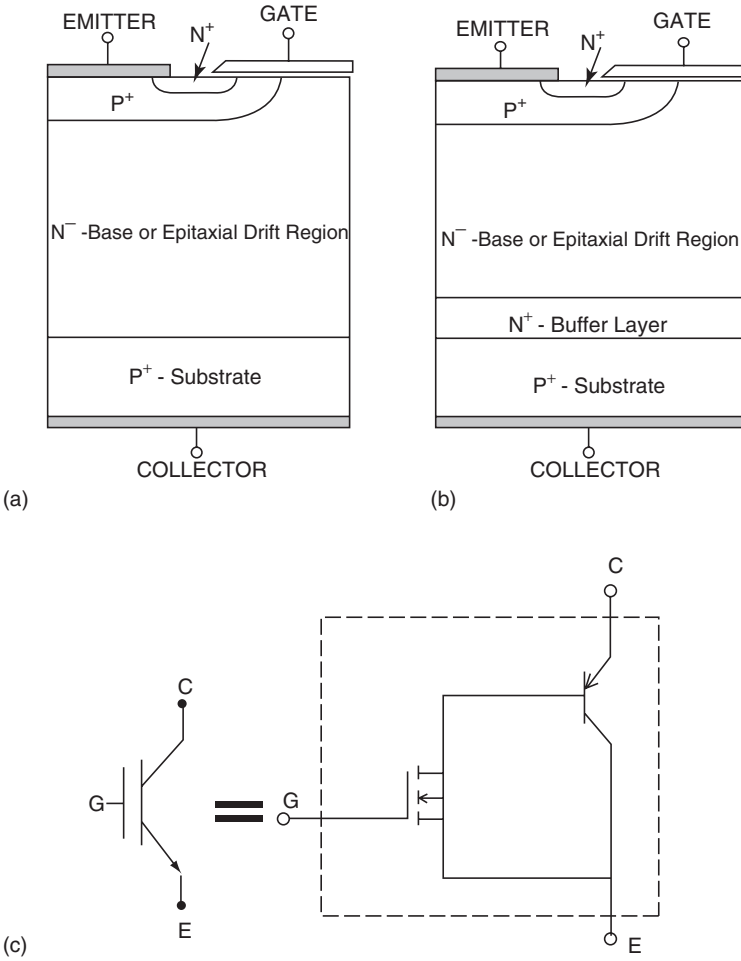 EMITTER
N⁺
GATE
P⁺
N⁻ -Base or Epitaxial Drift Region
P⁺ - Substrate
COLLECTOR
(a)
EMITTER
N⁺
GATE
P⁺
N⁻ -Base or Epitaxial Drift Region
N⁺ - Buffer Layer
P⁺ - Substrate
COLLECTOR
(b)
C
G
E
C
G
E
(c)